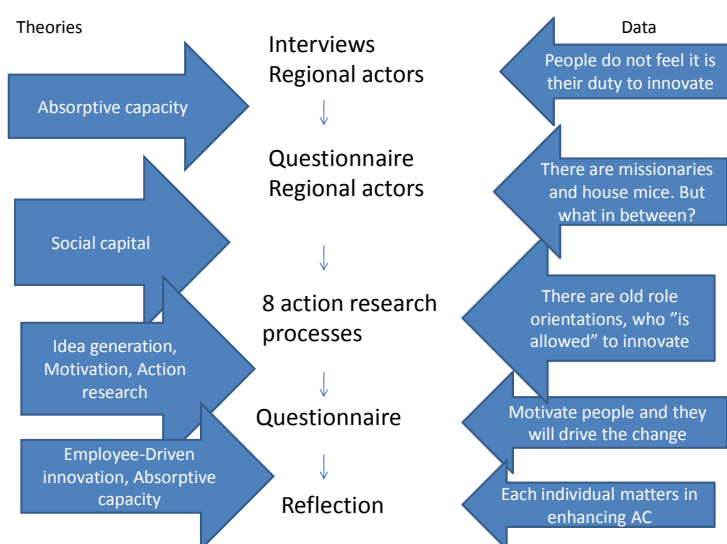 Theories
Data
Interviews
Regional actors
People do not feel it is
their duty to innovate
Absorptive capacity
Questionnaire
Regional actors
There are missionaries
and house mice. But
what in between?
Social capital
8 action research
processes
There are old role
orientations, who ”is
allowed” to innovate
Idea generation,
Motivation, Action
research
Questionnaire
Motivate people and they
will drive the change
Employee-Driven
innovation, Absorptive
capacity
Reflection
Each individual matters in
enhancing AC